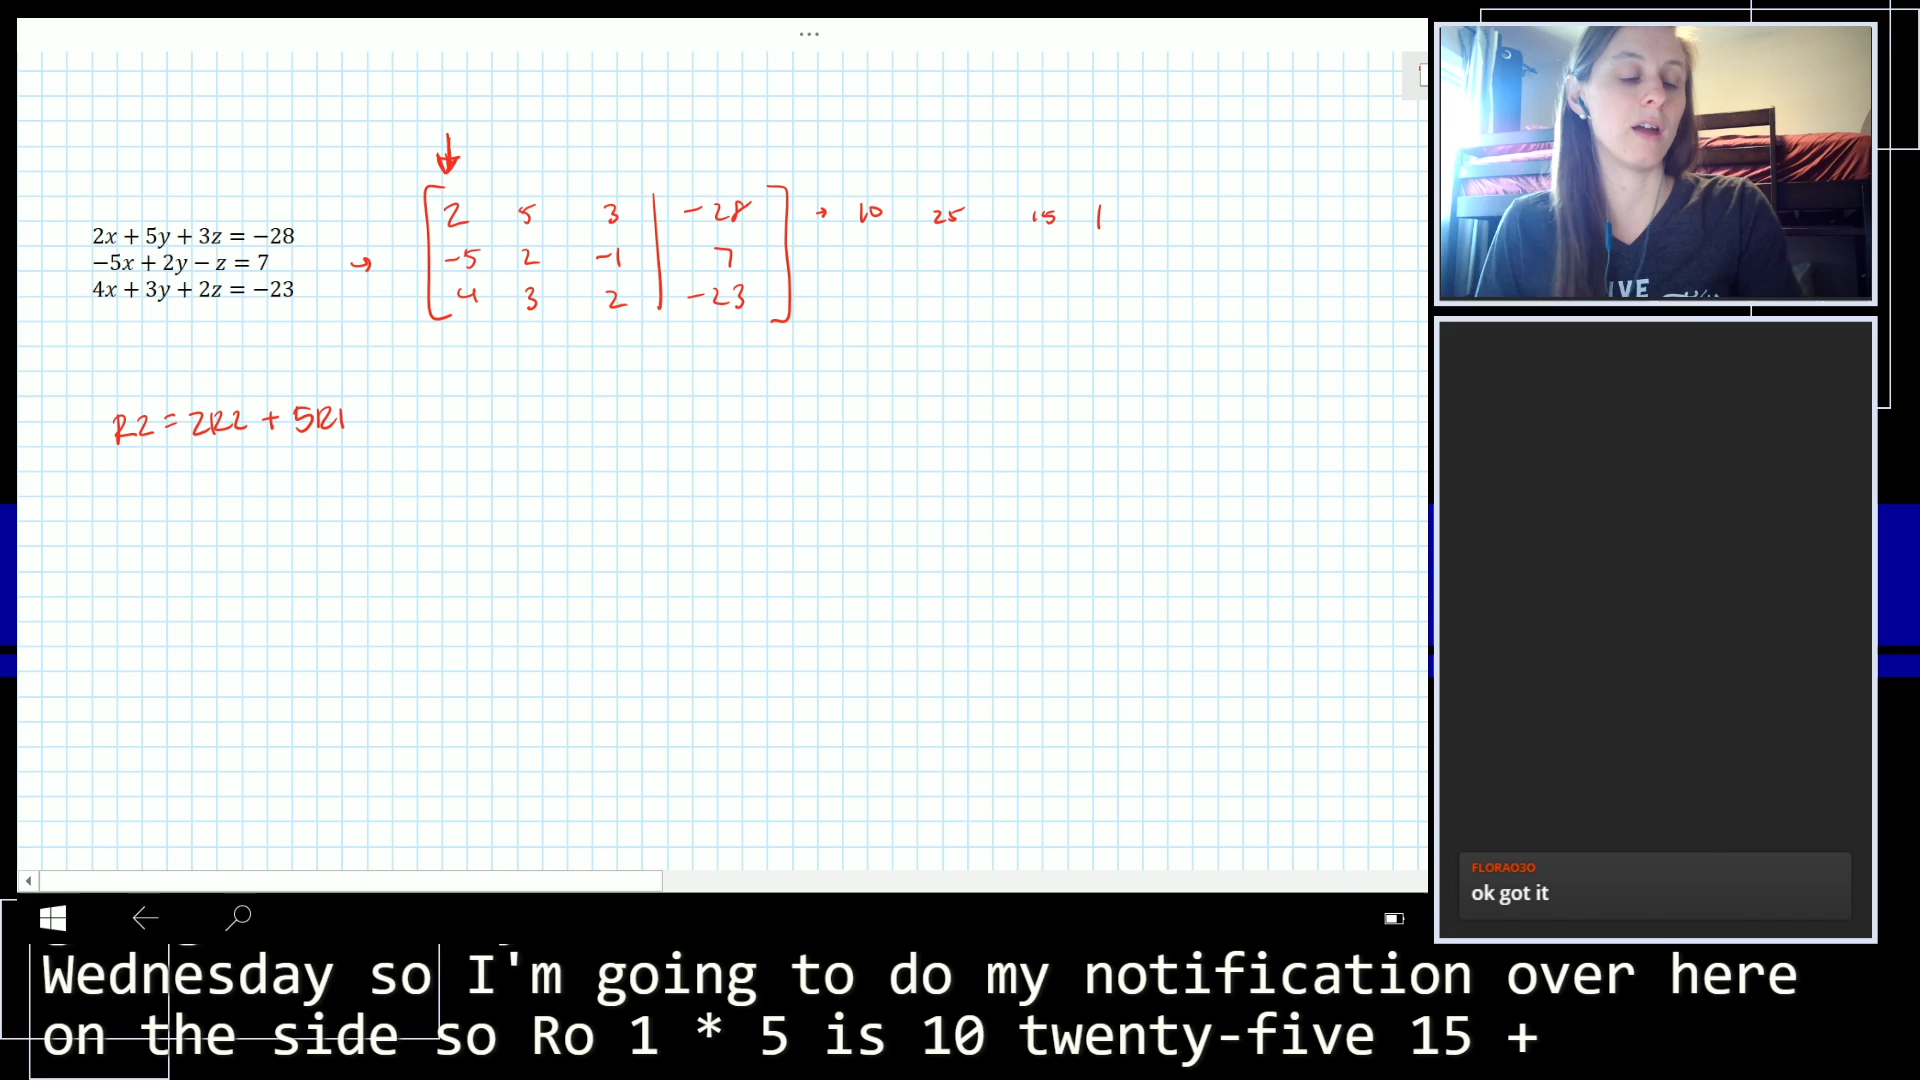 2x + 5y + 3z = −28
−5x + 2y − z = 7
4x + 3y + 2z = −23
2 5 3 | -28 → 10 25 15 |
→ -5 2 -1 | 7
4 3 2 | -23
R2 = 2R2 + 5R1
IVE
FLORAO3O
ok got it
Wednesday so I'm going to do my notification over here
on the side so Ro 1 * 5 is 10 twenty-five 15 +